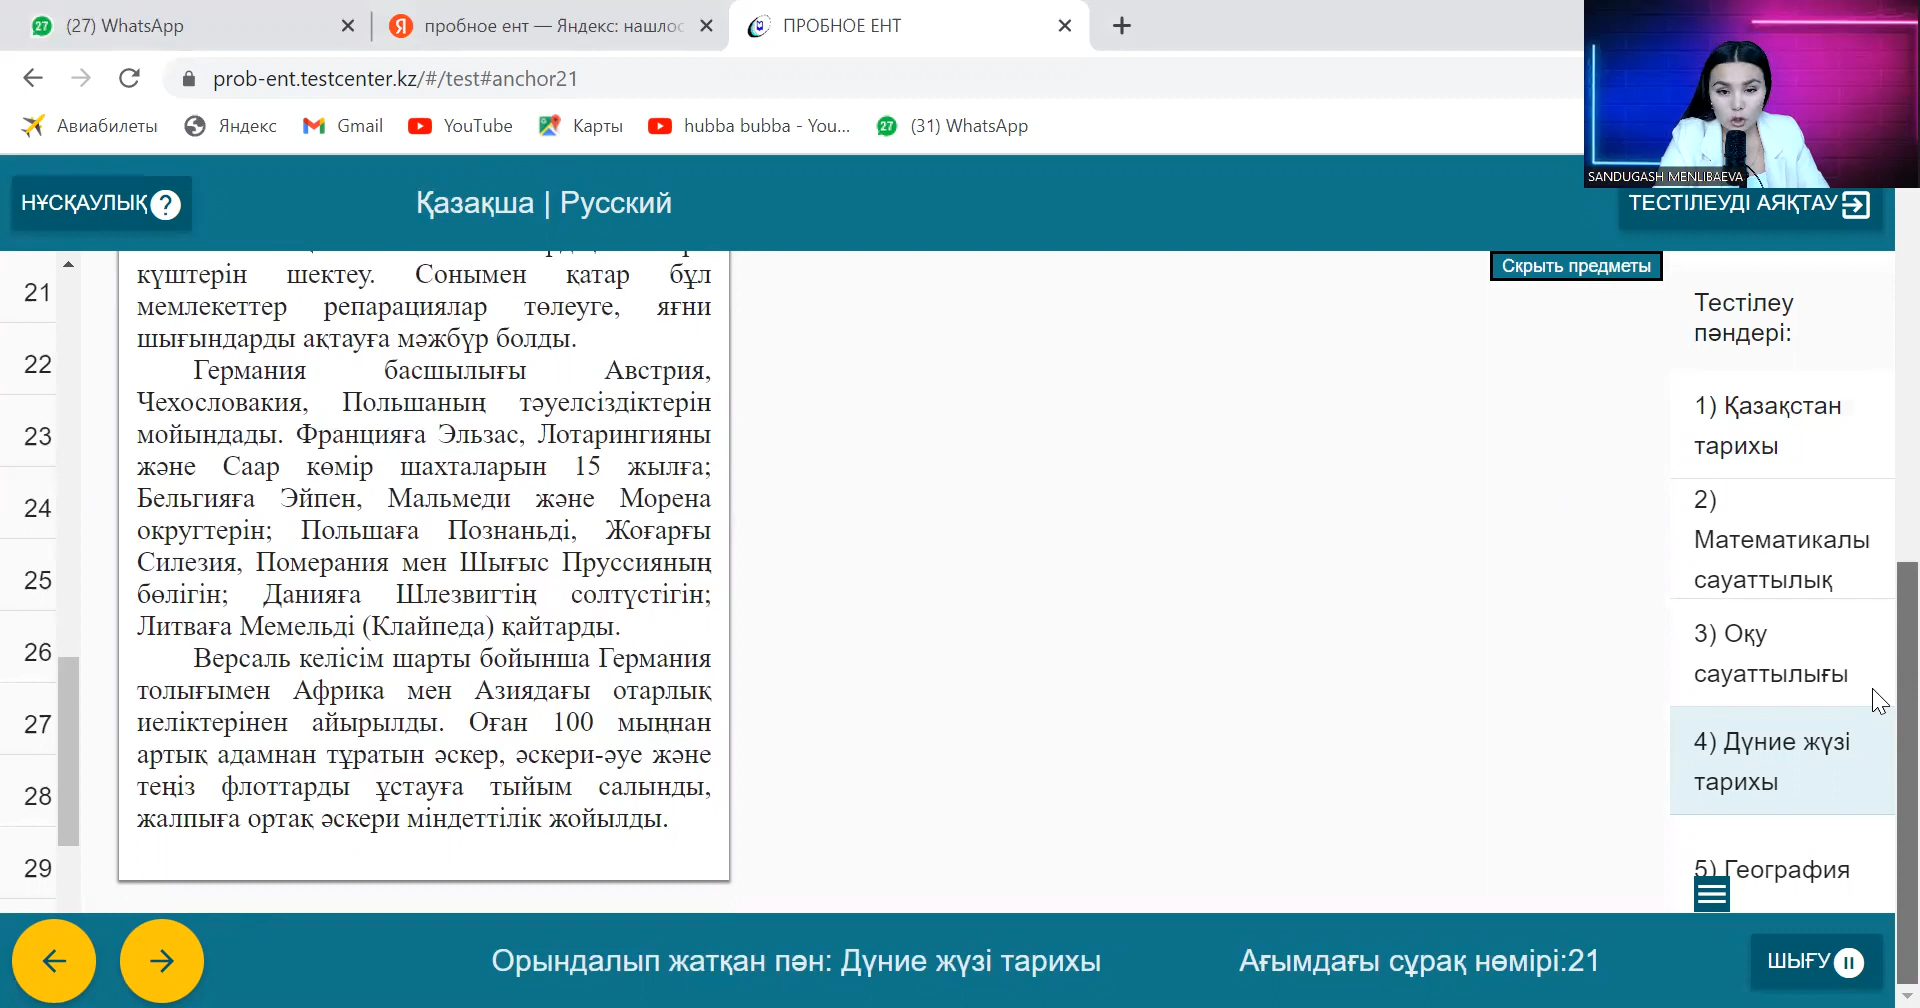 (27) WhatsApp
пробное ент — Яндекс: нашлос
ПРОБНОЕ ЕНТ
prob-ent.testcenter.kz/#/test#anchor21
Авиабилеты
Яндекс
Gmail
YouTube
Карты
hubba bubba - You...
(31) WhatsApp
SANDUGASH MENLIBAEVA
НҰСҚАУЛЫҚ
Қазақша | Русский
ТЕСТІЛЕУДІ АЯҚТАУ
21
22
23
24
25
26
27
28
29
күштерін шектеу. Сонымен қатар бұл
мемлекеттер репарациялар төлеуге, яғни
шығындарды ақтауға мәжбүр болды.
Германия басшылығы Австрия,
Чехословакия, Польшаның тәуелсіздіктерін
мойындады. Францияға Эльзас, Лотарингияны
және Саар көмір шахталарын 15 жылға;
Бельгияға Эйпен, Мальмеди және Морена
округтерін; Польшаға Познаньді, Жоғарғы
Силезия, Померания мен Шығыс Пруссияның
бөлігін; Данияға Шлезвигтің солтүстігін;
Литваға Мемельді (Клайпеда) қайтарды.
Версаль келісім шарты бойынша Германия
толығымен Африка мен Азиядағы отарлық
иеліктерінен айырылды. Оған 100 мыңнан
артық адамнан тұратын әскер, әскери-әуе және
теңіз флоттарды ұстауға тыйым салынды,
жалпыға ортақ әскери міндеттілік жойылды.
Скрыть предметы
Тестілеу
пәндері:
1) Қазақстан
тарихы
2)
Математикалық
сауаттылық
3) Оқу
сауаттылығы
4) Дүние жүзі
тарихы
5) География
Орындалып жатқан пән: Дүние жүзі тарихы
Ағымдағы сұрақ нөмірі:21
ШЫҒУ